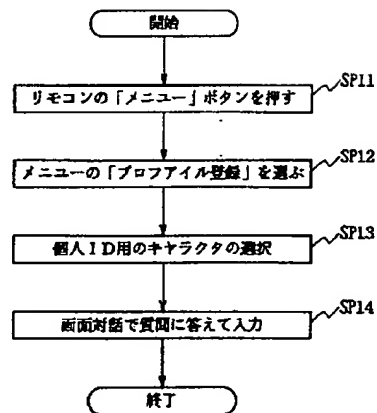 開始
SP11
リモコンの「メニュー」ボタンを押す
SP12
メニューの「プロフアイル登録」を選ぶ
SP13
個人ID用のキャラクタの選択
SP14
画面対話で質問に答えて入力
終了